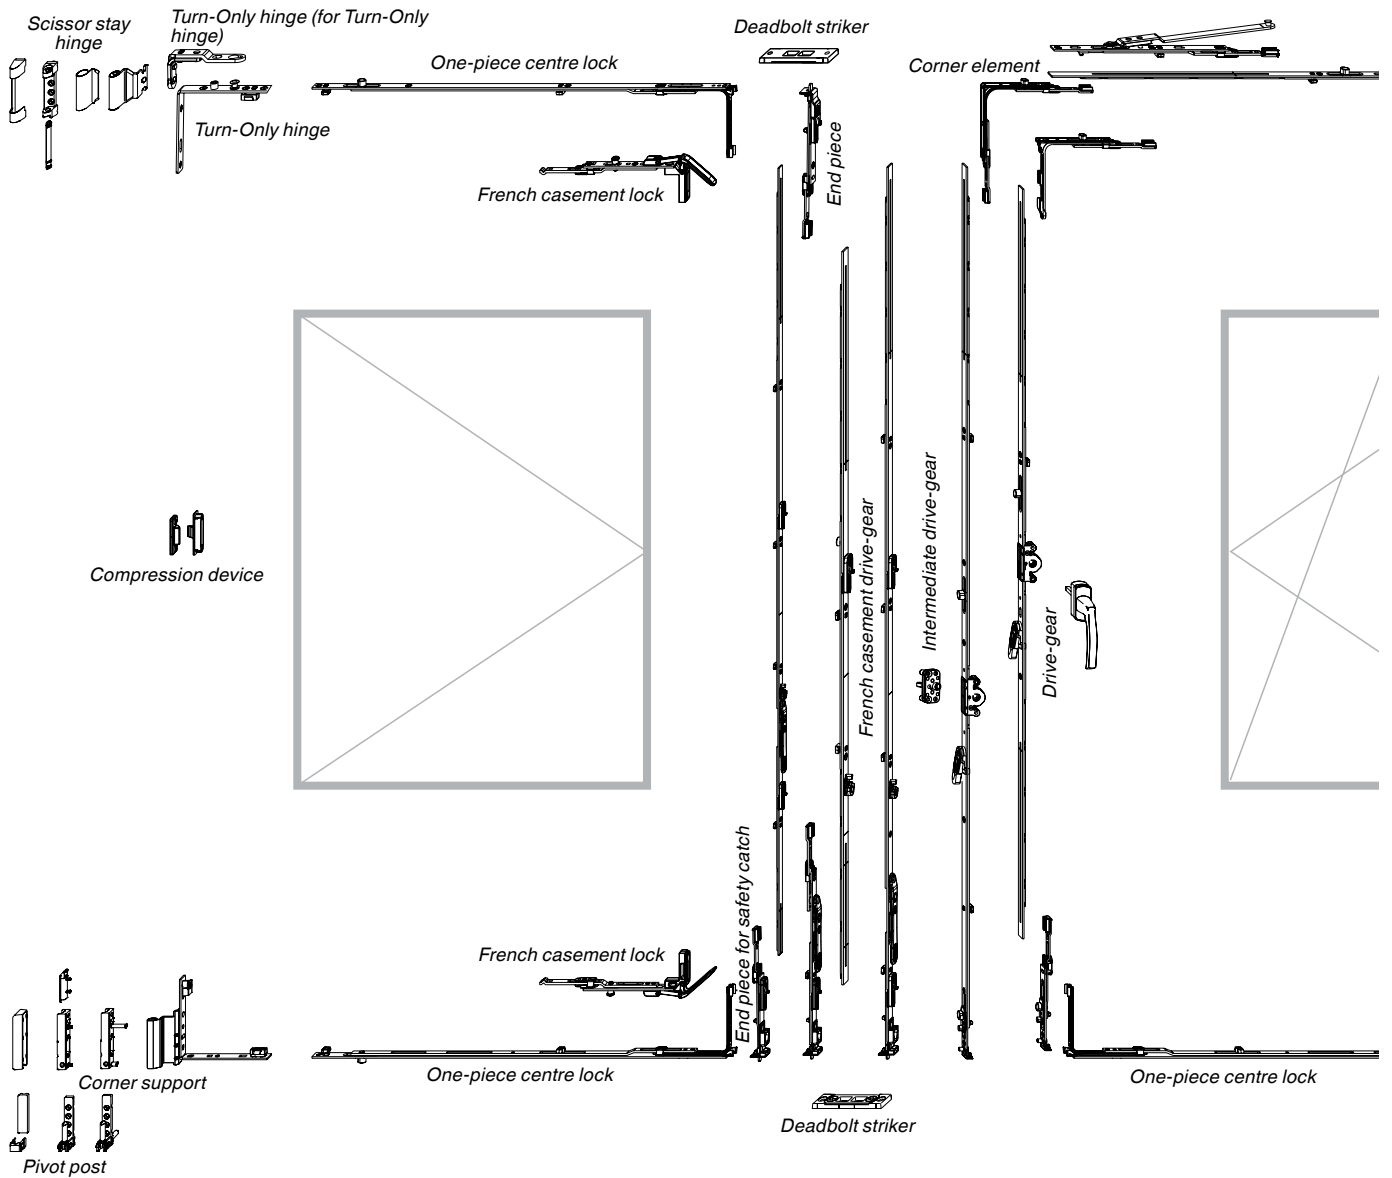 Scissor stay
hinge
Turn-Only hinge (for Turn-Only
hinge)
One-piece centre lock
Deadbolt striker
Corner element
Turn-Only hinge
End piece
French casement lock
Compression device
French casement drive-gear
Intermediate drive-gear
Drive-gear
End piece for safety catch
French casement lock
Corner support
One-piece centre lock
One-piece centre lock
Deadbolt striker
Pivot post